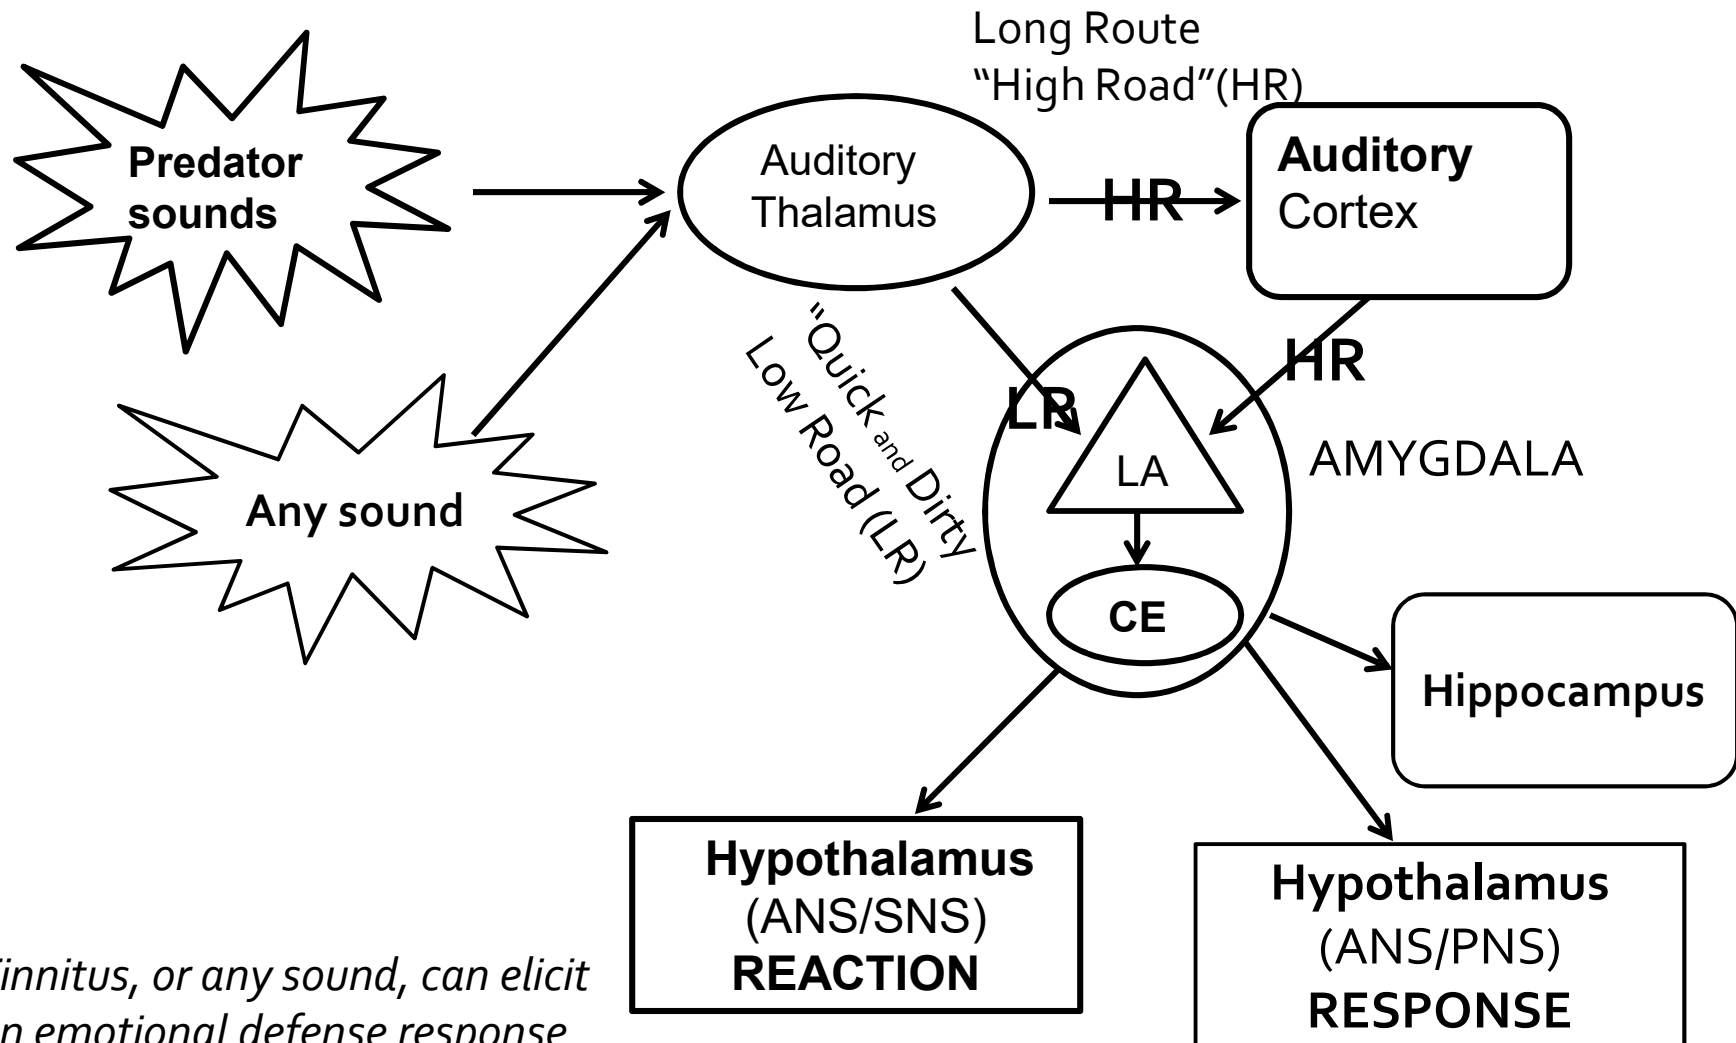 Long Route
“High Road”(HR)
Predator
sounds
Auditory
Thalamus
HR
Auditory
Cortex
“Quick and Dirty
Low Road (LR)
LR
HR
LA
AMYGDALA
Any sound
CE
Hippocampus
Hypothalamus
(ANS/SNS)
REACTION
Hypothalamus
(ANS/PNS)
RESPONSE
innitus, or any sound, can elicit
n emotional defense response